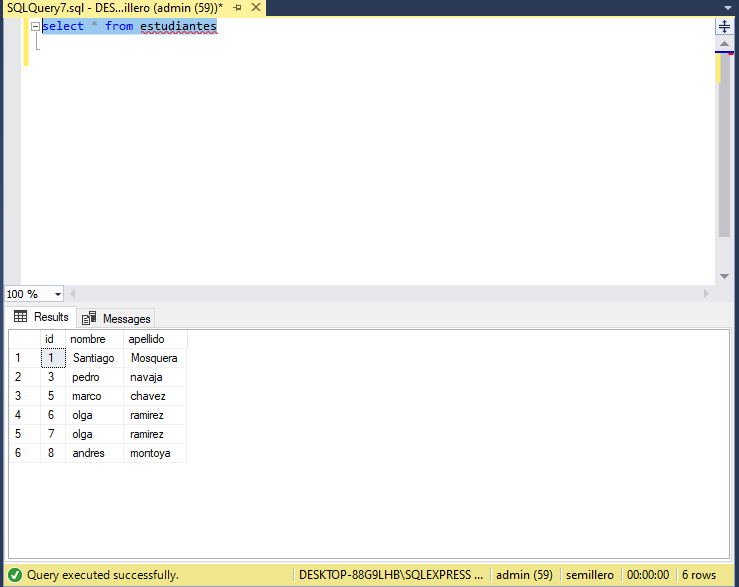 SQLQuery7.sql - DES...illero (admin (59))*
select * from estudiantes
100 %
Results Messages
id nombre apellido
1 1 Santiago Mosquera
2 3 pedro navaja
3 5 marco chavez
4 6 olga ramirez
5 7 olga ramirez
6 8 andres montoya
Query executed successfully. DESKTOP-88G9LHB\SQLEXPRESS ... admin (59) semillero 00:00:00 6 rows